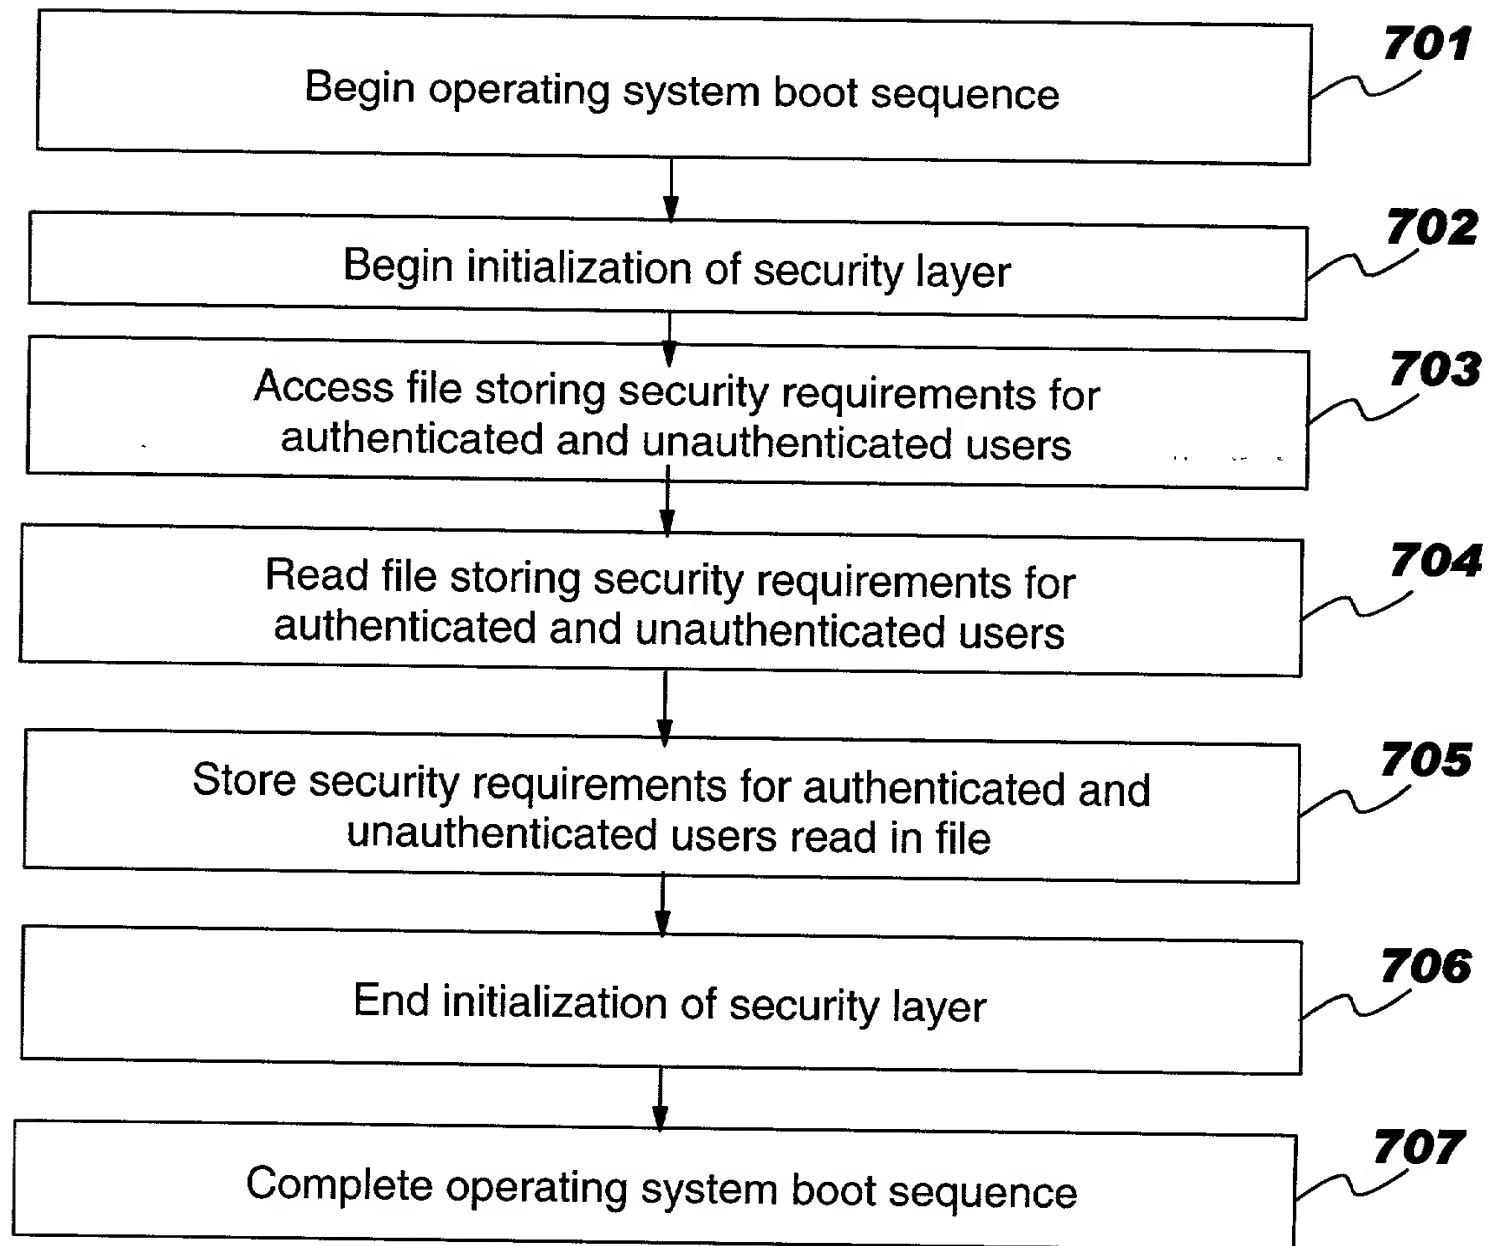 701
Begin operating system boot sequence
702
Begin initialization of security layer
703
Access file storing security requirements for
authenticated and unauthenticated users
704
Read file storing security requirements for
authenticated and unauthenticated users
705
Store security requirements for authenticated and
unauthenticated users read in file
706
End initialization of security layer
707
Complete operating system boot sequence